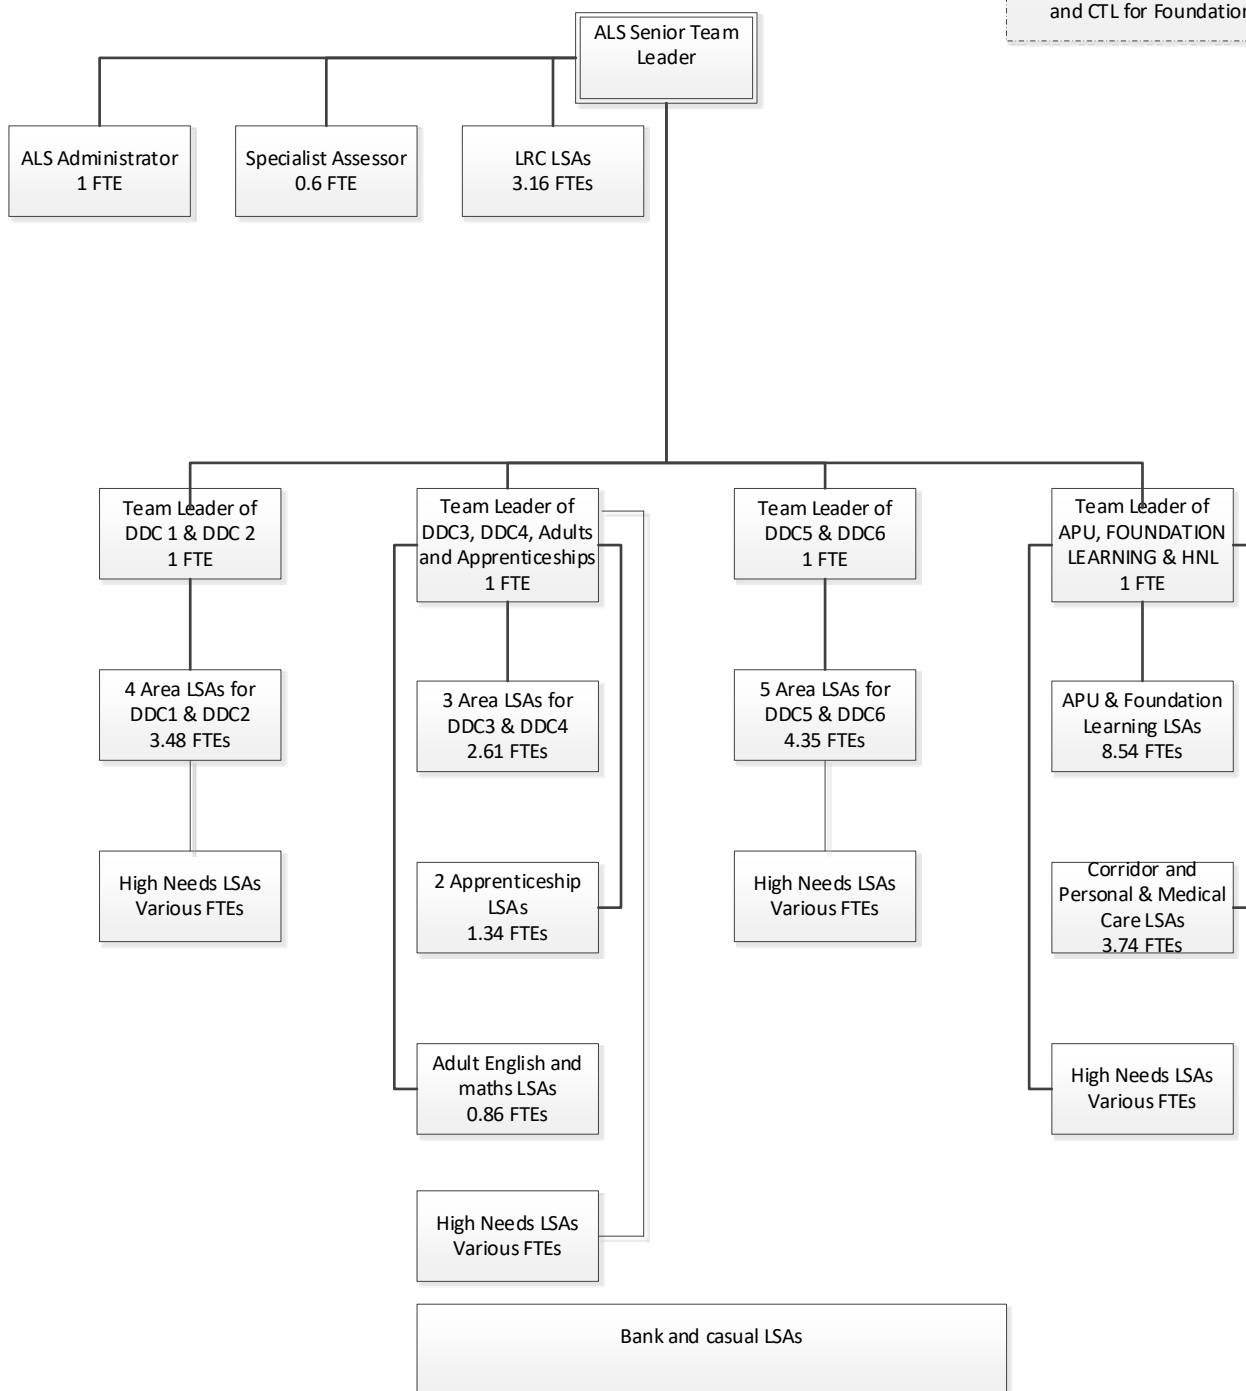 and CTL for Foundation
ALS Senior Team
Leader
ALS Administrator
1 FTE
Specialist Assessor
0.6 FTE
LRC LSAs
3.16 FTEs
Team Leader of
DDC 1 & DDC 2
1 FTE
Team Leader of
DDC3, DDC4, Adults
and Apprenticeships
1 FTE
Team Leader of
DDC5 & DDC6
1 FTE
Team Leader of
APU, FOUNDATION
LEARNING & HNL
1 FTE
4 Area LSAs for
DDC1 & DDC2
3.48 FTEs
3 Area LSAs for
DDC3 & DDC4
2.61 FTEs
5 Area LSAs for
DDC5 & DDC6
4.35 FTEs
APU & Foundation
Learning LSAs
8.54 FTEs
High Needs LSAs
Various FTEs
2 Apprenticeship
LSAs
1.34 FTEs
High Needs LSAs
Various FTEs
Corridor and
Personal & Medical
Care LSAs
3.74 FTEs
Adult English and
maths LSAs
0.86 FTEs
High Needs LSAs
Various FTEs
High Needs LSAs
Various FTEs
Bank and casual LSAs